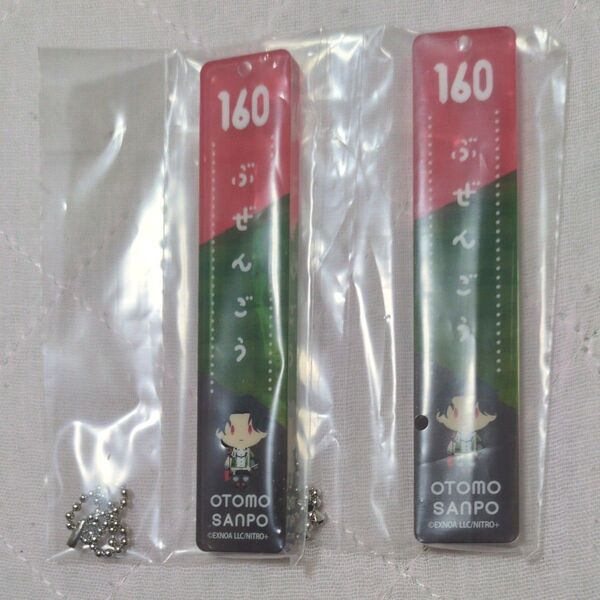 160
ぶぜんごう
OTOMO
SANPO
©EXNOA LLC/NITRO+
160
ぶぜんごう
OTOMO
SANPO
©EXNOA LLC/NITRO+